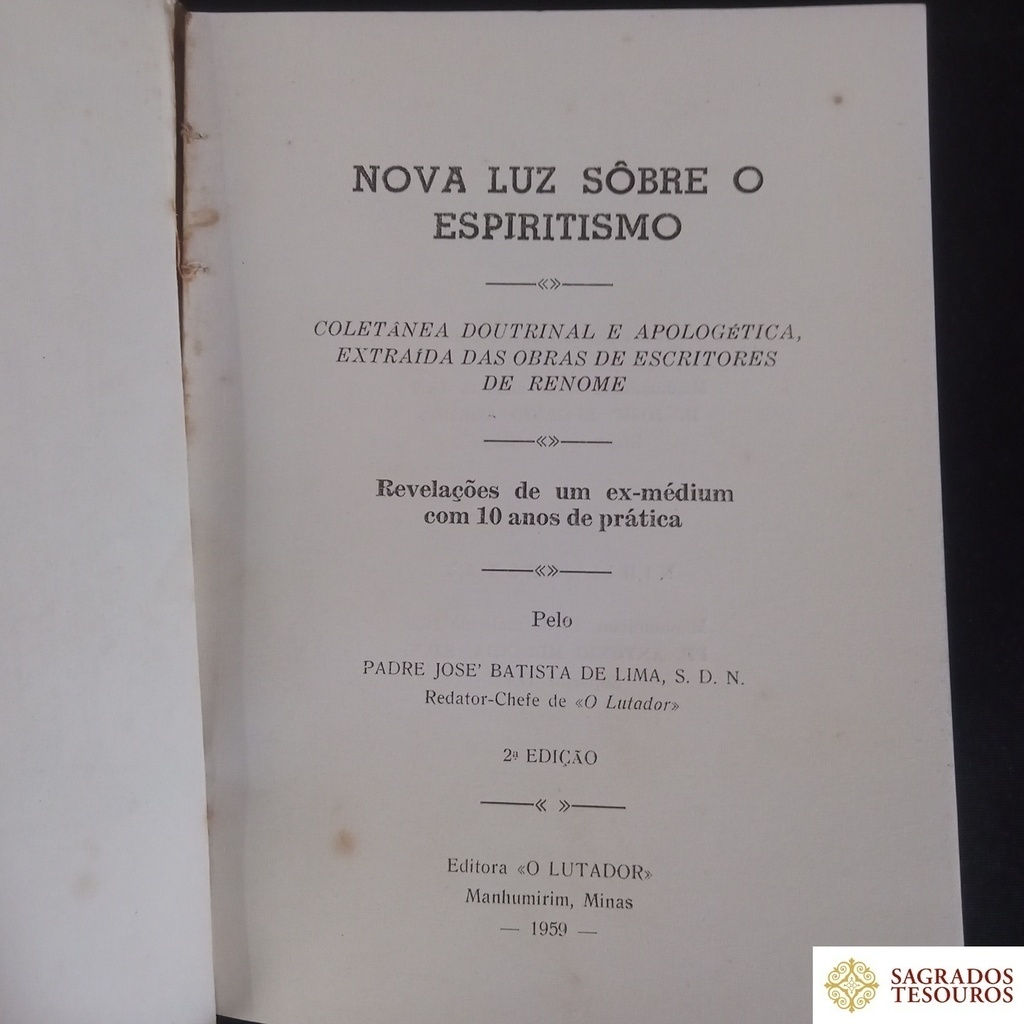 NOVA LUZ SÔBRE O
ESPIRITISMO
«»
COLETÂNEA DOUTRINAL E APOLOGÉTICA,
EXTRAÍDA DAS OBRAS DE ESCRITORES
DE RENOME
«»
Revelações de um ex-médium
com 10 anos de prática
«»
Pelo
PADRE JOSE' BATISTA DE LIMA, S. D. N.
Redator-Chefe de «O Lutador»
2ª EDIÇÃO
« »
Editora «O LUTADOR»
Manhumirim, Minas
— 1959 —
SAGRADOS
TESOUROS